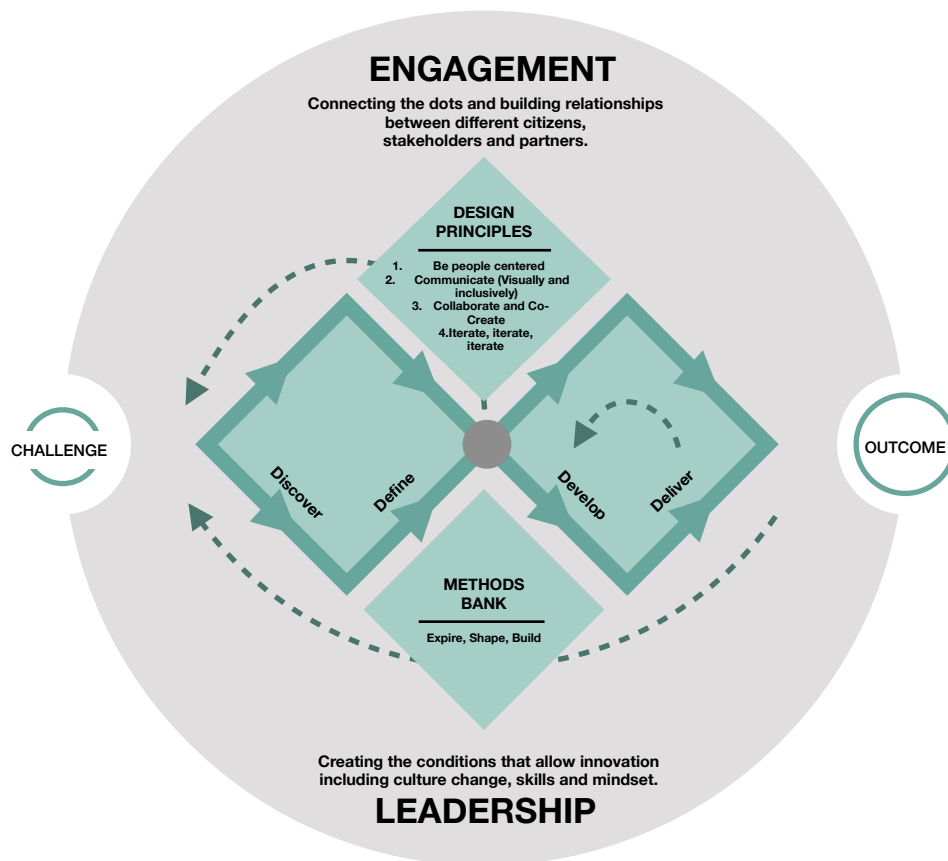 ENGAGEMENT
Connecting the dots and building relationships
between different citizens,
stakeholders and partners.
DESIGN
PRINCIPLES
1. Be people centered
2. Communicate (Visually and
inclusively)
3. Collaborate and Co-
Create
4.Iterate, iterate,
iterate
CHALLENGE
OUTCOME
Discover
Define
Develop
Deliver
METHODS
BANK
Expire, Shape, Build
Creating the conditions that allow innovation
including culture change, skills and mindset.
LEADERSHIP